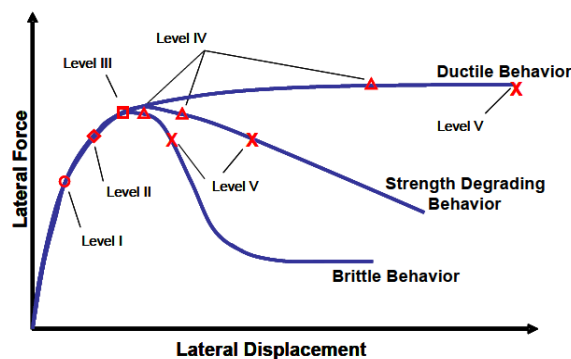 Level IV
Level III
Ductile Behavior
Level V
Level II
Level V
Strength Degrading
Behavior
Level I
Brittle Behavior
Lateral Force
Lateral Displacement